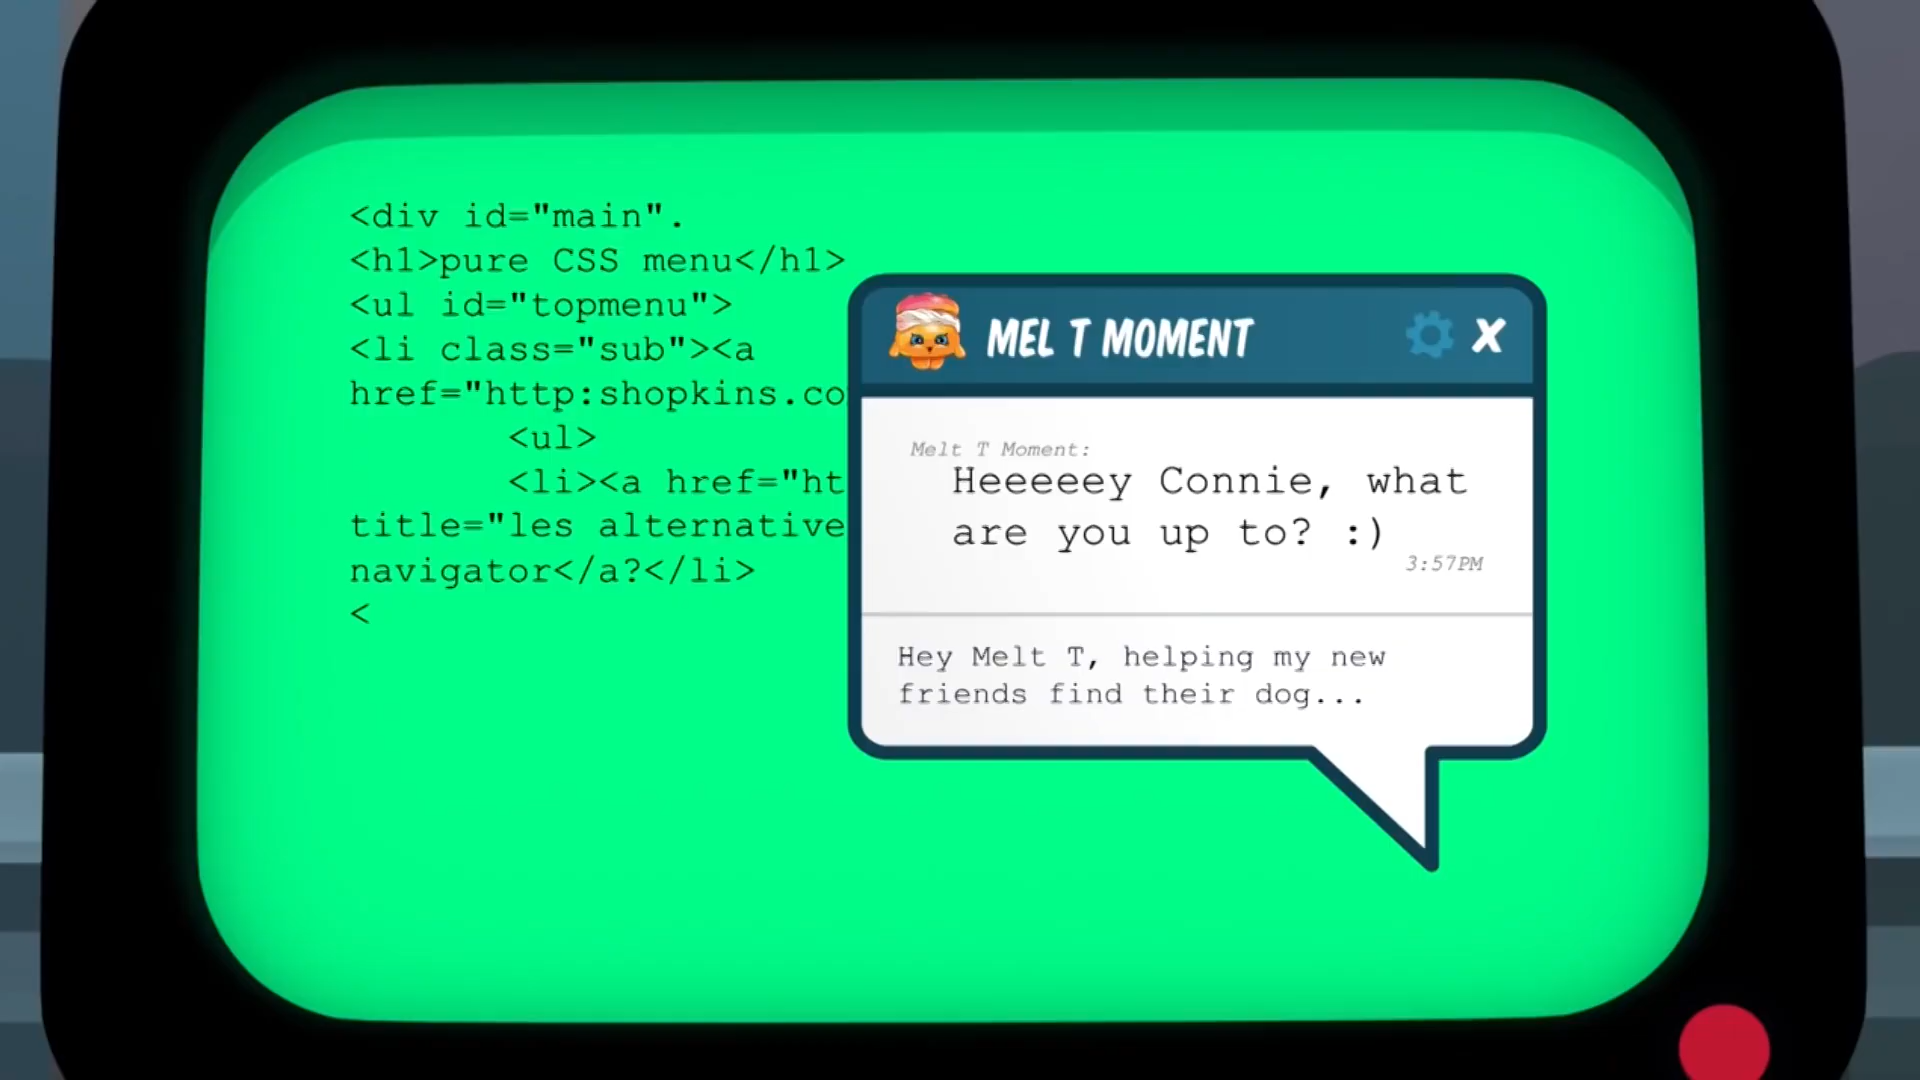 <div id="main".
<h1>pure CSS menu</h1>
<ul id="topmenu">
<li class="sub"><a
href="http:shopkins.co
<ul>
<li><a href="ht
title="les alternative
navigator</a?</li>
<
MEL T MOMENT
X
Melt T Moment:
Heeeeey Connie, what
are you up to? :)
3:57PM
Hey Melt T, helping my new
friends find their dog...